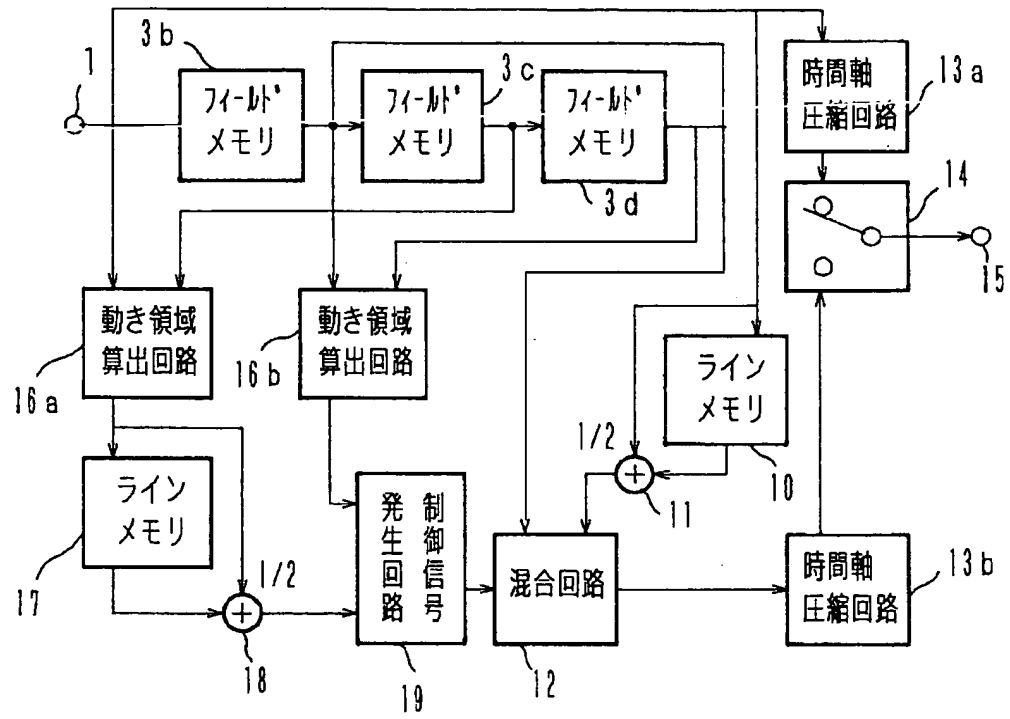 1
3b
フィールド
メモリ
3c
フィールド
メモリ
フィールド
メモリ
3d
時間軸
圧縮回路
13a
14
15
動き領域
算出回路
16a
動き領域
算出回路
16b
ライン
メモリ
10
1/2
11
ライン
メモリ
17
1/2
18
制御信号
発生回路
19
混合回路
12
時間軸
圧縮回路
13b